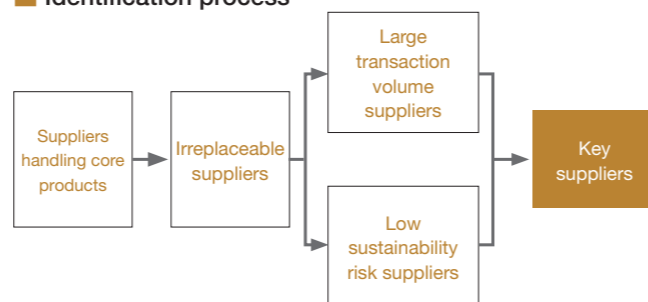 Identification process
Large
transaction
volume
suppliers
Suppliers
handling core
products
Irreplaceable
suppliers
Key
suppliers
Low
sustainability
risk suppliers